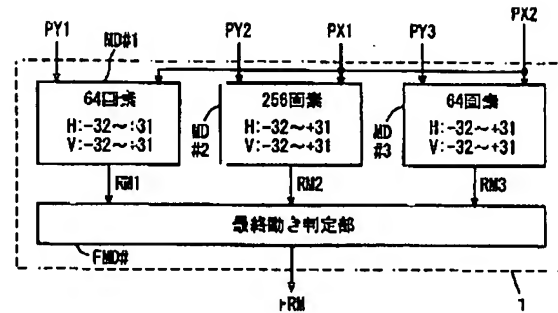 PY1 MD#1 PY2 PX1 PY3 PX2
64画素 256画素 64画素
H:-32~+31 MD#2 H:-32~+31 MD#3 H:-32~+31
V:-32~+31 V:-32~+31 V:-32~+31
RM1 RM2 RM3
最終動き判定部
FMD#
FRM 1